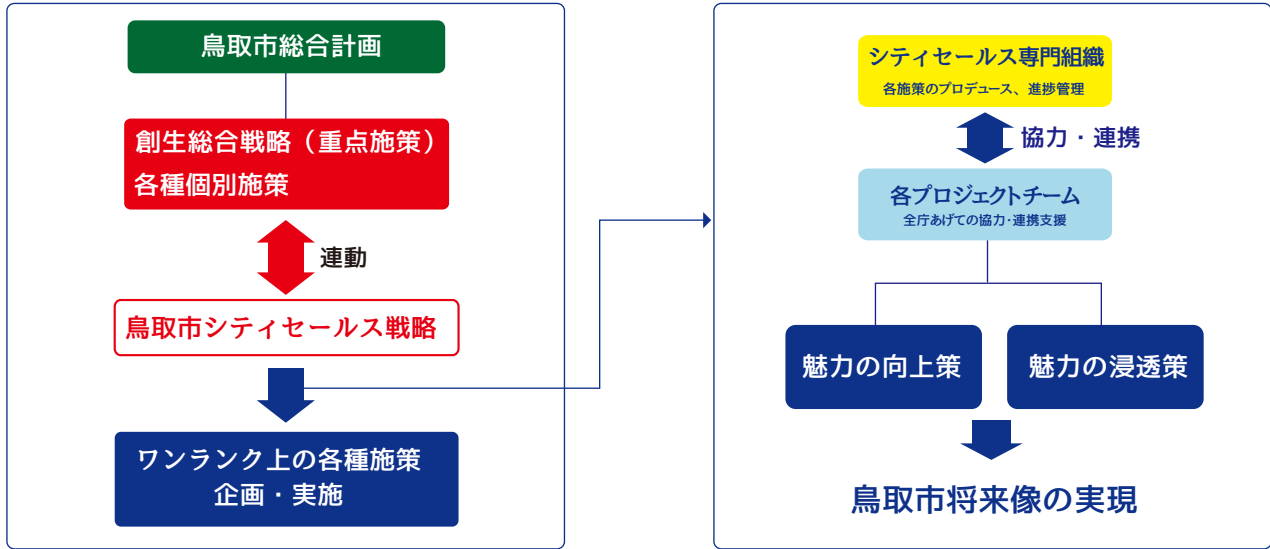 鳥取市総合計画
創生総合戦略（重点施策）
各種個別施策
連動
鳥取市シティセールス戦略
ワンランク上の各種施策
企画・実施
シティセールス専門組織
各施策のプロデュース、進捗管理
協力・連携
各プロジェクトチーム
全庁あげての協力・連携支援
魅力の向上策
魅力の浸透策
鳥取市将来像の実現